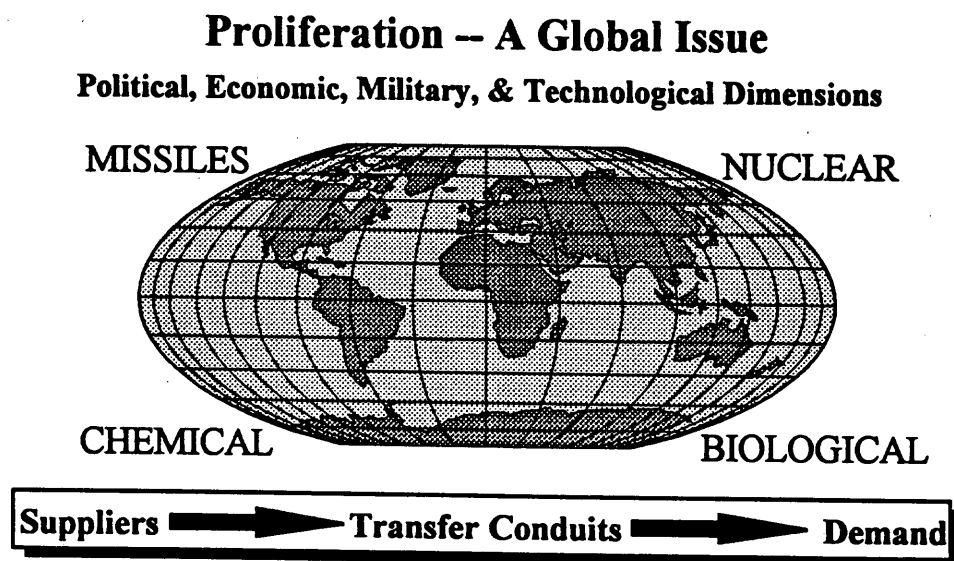 Proliferation -- A Global Issue
Political, Economic, Military, & Technological Dimensions
MISSILES
NUCLEAR
CHEMICAL
BIOLOGICAL
Suppliers Transfer Conduits Demand